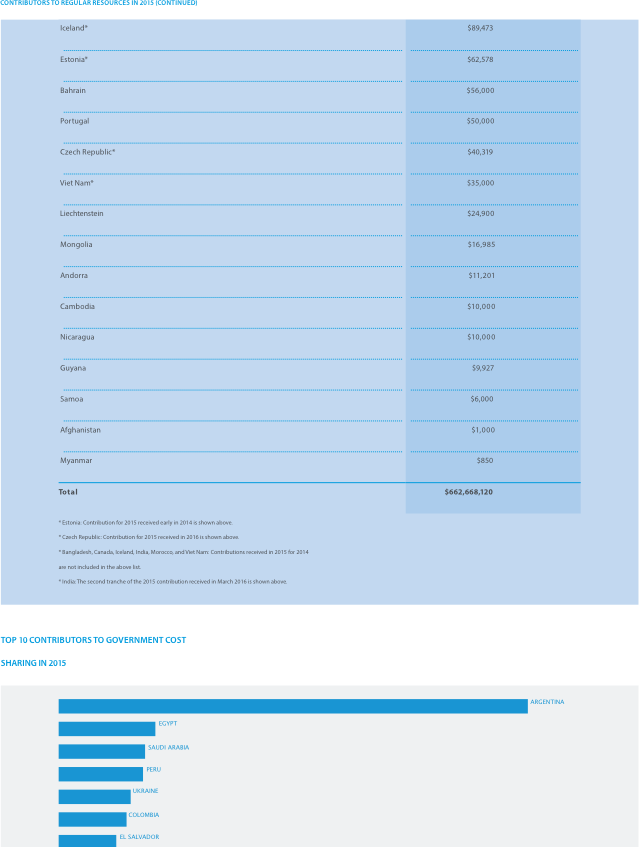 CONTRIBUTORS TO REGULAR RESOURCES IN 2015 (CONTINUED)
Iceland* $89,473
Estonia* $62,578
Bahrain $56,000
Portugal $50,000
Czech Republic* $40,319
Viet Nam* $35,000
Liechtenstein $24,900
Mongolia $16,985
Andorra $11,201
Cambodia $10,000
Nicaragua $10,000
Guyana $9,927
Samoa $6,000
Afghanistan $1,000
Myanmar $850
Total $662,668,120
* Estonia: Contribution for 2015 received early in 2014 is shown above.
* Czech Republic: Contribution for 2015 received in 2016 is shown above.
* Bangladesh, Canada, Iceland, India, Morocco, and Viet Nam: Contributions received in 2015 for 2014
are not included in the above list.
* India: The second tranche of the 2015 contribution received in March 2016 is shown above.
TOP 10 CONTRIBUTORS TO GOVERNMENT COST
SHARING IN 2015
ARGENTINA
EGYPT
SAUDI ARABIA
PERU
UKRAINE
COLOMBIA
EL SALVADOR